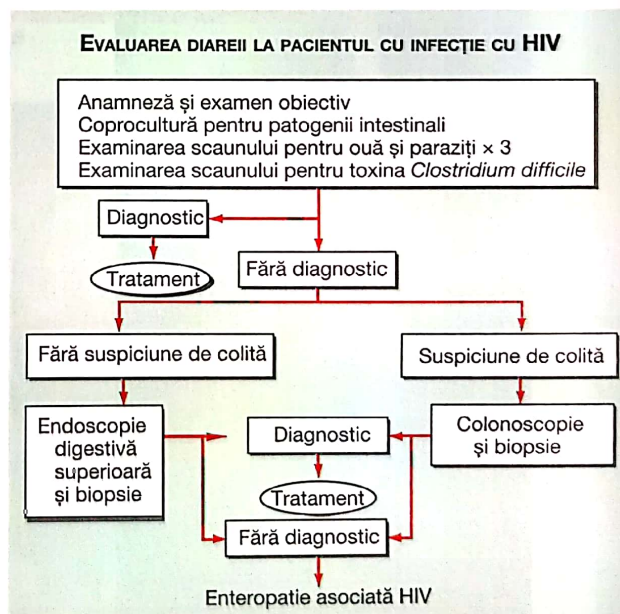 EVALUAREA DIAREII LA PACIENTUL CU INFECȚIE CU HIV
Anamneză și examen obiectiv
Coprocultură pentru patogenii intestinali
Examinarea scaunului pentru ouă și paraziți × 3
Examinarea scaunului pentru toxina Clostridium difficile
Diagnostic
Tratament
Fără diagnostic
Fără suspiciune de colită
Suspiciune de colită
Endoscopie
digestivă
superioară
și biopsie
Diagnostic
Colonoscopie
și biopsie
Tratament
Fără diagnostic
Enteropatie asociată HIV